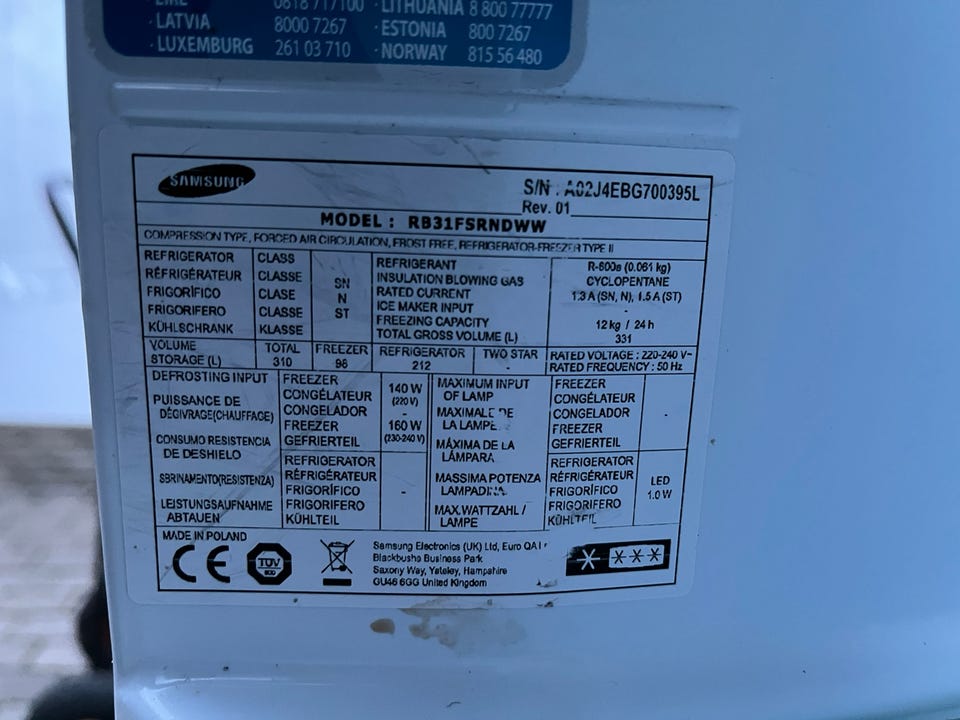 LATVIA 8000 7267 · ESTONIA 800 7267
· LUXEMBURG 261 03 710 · NORWAY 815 56 480
· LITHUANIA 8 800 77777
SAMSUNG
S/N : A02J4EBG700395L
Rev. 01
MODEL : RB31FSRNDWW
COMPRESSION TYPE, FORCED AIR CIRCULATION, FROST FREE, REFRIGERATOR-FREEZER TYPE II
REFRIGERATOR CLASS
RÉFRIGÉRATEUR CLASSE
FRIGORÍFICO CLASE
FRIGORIFERO CLASSE
KÜHLSCHRANK KLASSE
SN
N
ST
REFRIGERANT R-600a (0.061 kg)
INSULATION BLOWING GAS CYCLOPENTANE
RATED CURRENT 1.3 A (SN, N), 1.5 A (ST)
ICE MAKER INPUT -
FREEZING CAPACITY 12 kg / 24 h
TOTAL GROSS VOLUME (L) 331
VOLUME
STORAGE (L)
TOTAL
310
FREEZER
98
REFRIGERATOR
212
TWO STAR
-
RATED VOLTAGE : 220-240 V~
RATED FREQUENCY : 50 Hz
DEFROSTING INPUT
PUISSANCE DE
DÉGIVRAGE(CHAUFFAGE)
CONSUMO RESISTENCIA
DE DESHIELO
SBRINAMENTO(RESISTENZA)
LEISTUNGSAUFNAHME
ABTAUEN
FREEZER
CONGÉLATEUR
CONGELADOR
FREEZER
GEFRIERTEIL
140 W
(220 V)
-
160 W
(230-240 V)
REFRIGERATOR
RÉFRIGÉRATEUR
FRIGORÍFICO
FRIGORIFERO
KÜHLTEIL
-
MAXIMUM INPUT
OF LAMP
MAXIMALE DE
LA LAMPE
MÁXIMA DE LA
LÁMPARA
MASSIMA POTENZA
LAMPADINA
MAX.WATTZAHL /
LAMPE
FREEZER
CONGÉLATEUR
CONGELADOR
FREEZER
GEFRIERTEIL
-
REFRIGERATOR
RÉFRIGÉRATEUR
FRIGORÍFICO
FRIGORIFERO
KÜHLTEIL
LED
1.0 W
MADE IN POLAND
CE
TÜV
Samsung Electronics (UK) Ltd, Euro QA
Blackbushe Business Park
Saxony Way, Yateley, Hampshire
GU46 6GG United Kingdom